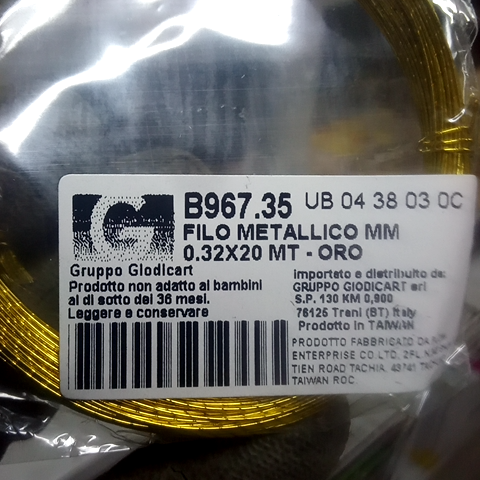 G
B967.35 UB 04 38 03 0C
FILO METALLICO MM
0.32X20 MT - ORO
Gruppo Giodicart
Prodotto non adatto ai bambini
al di sotto dei 36 mesi.
Leggere e conservare
Importato e distribuito da:
GRUPPO GIODICART srl
S.P. 130 KM 0,900
76125 Trani (BT) Italy
Prodotto in TAIWAN
PRODOTTO FABBRICATO DA
ENTERPRISE CO LTD, 2FL.
TIEN ROAD TACHIA, 43741
TAIWAN ROC